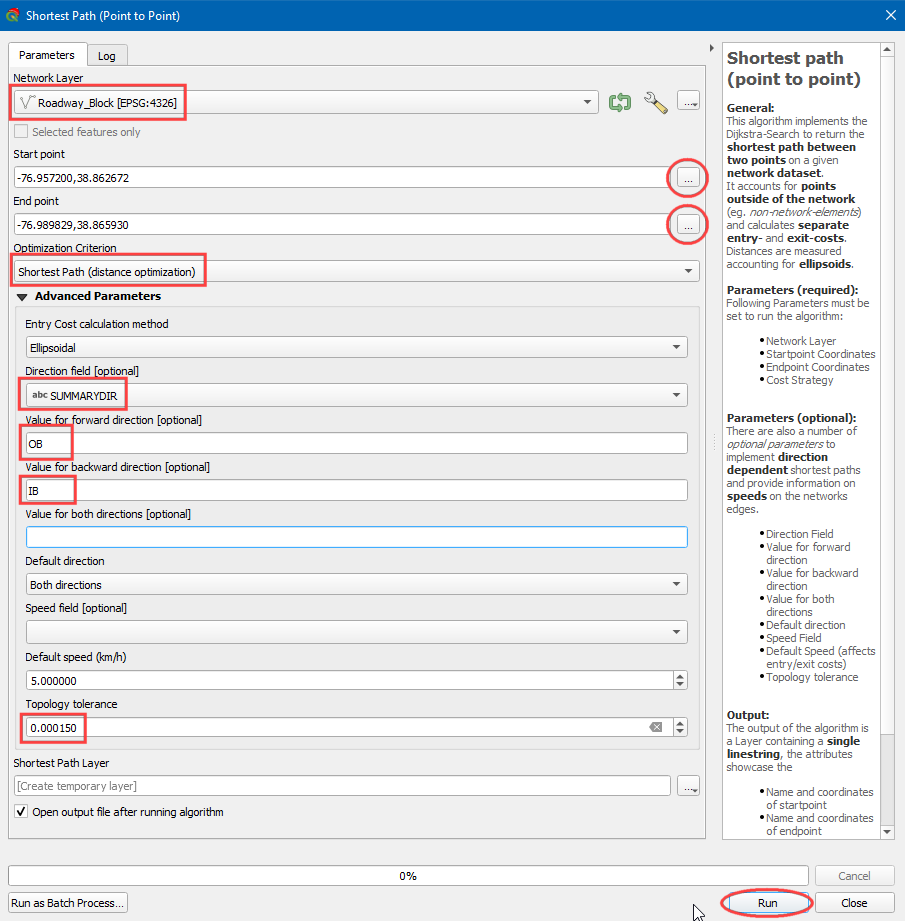 Shortest Path (Point to Point)
Parameters
Log
Network Layer
Roadway_Block [EPSG:4326]
...
Selected features only
Start point
-76.957200,38.862672
...
End point
-76.989829,38.865930
...
Optimization Criterion
Shortest Path (distance optimization)
Advanced Parameters
Entry Cost calculation method
Ellipsoidal
Direction field [optional]
abc SUMMARYDIR
Value for forward direction [optional]
OB
Value for backward direction [optional]
IB
Value for both directions [optional]
Default direction
Both directions
Speed field [optional]
Default speed (km/h)
5.000000
Topology tolerance
0.000150
Shortest Path Layer
[Create temporary layer]
...
Open output file after running algorithm
Shortest path
(point to point)
General:
This algorithm implements the
Dijkstra-Search to return the
shortest path between
two points on a given
network dataset.
It accounts for points
outside of the network
(eg. non-network-elements)
and calculates separate
entry- and exit-costs.
Distances are measured
accounting for ellipsoids.
Parameters (required):
Following Parameters must be
set to run the algorithm:
•Network Layer
•Startpoint Coordinates
•Endpoint Coordinates
•Cost Strategy
Parameters (optional):
There are also a number of
optional parameters to
implement direction
dependent shortest paths
and provide information on
speeds on the networks
edges.
•Direction Field
•Value for forward
direction
•Value for backward
direction
•Value for both
directions
•Default direction
•Speed Field
•Default Speed (affects
entry/exit costs)
•Topology tolerance
Output:
The output of the algorithm is
a Layer containing a single
linestring, the attributes
showcase the
•Name and coordinates
of startpoint
•Name and coordinates
of endpoint
0%
Cancel
Run as Batch Process...
Run
Close